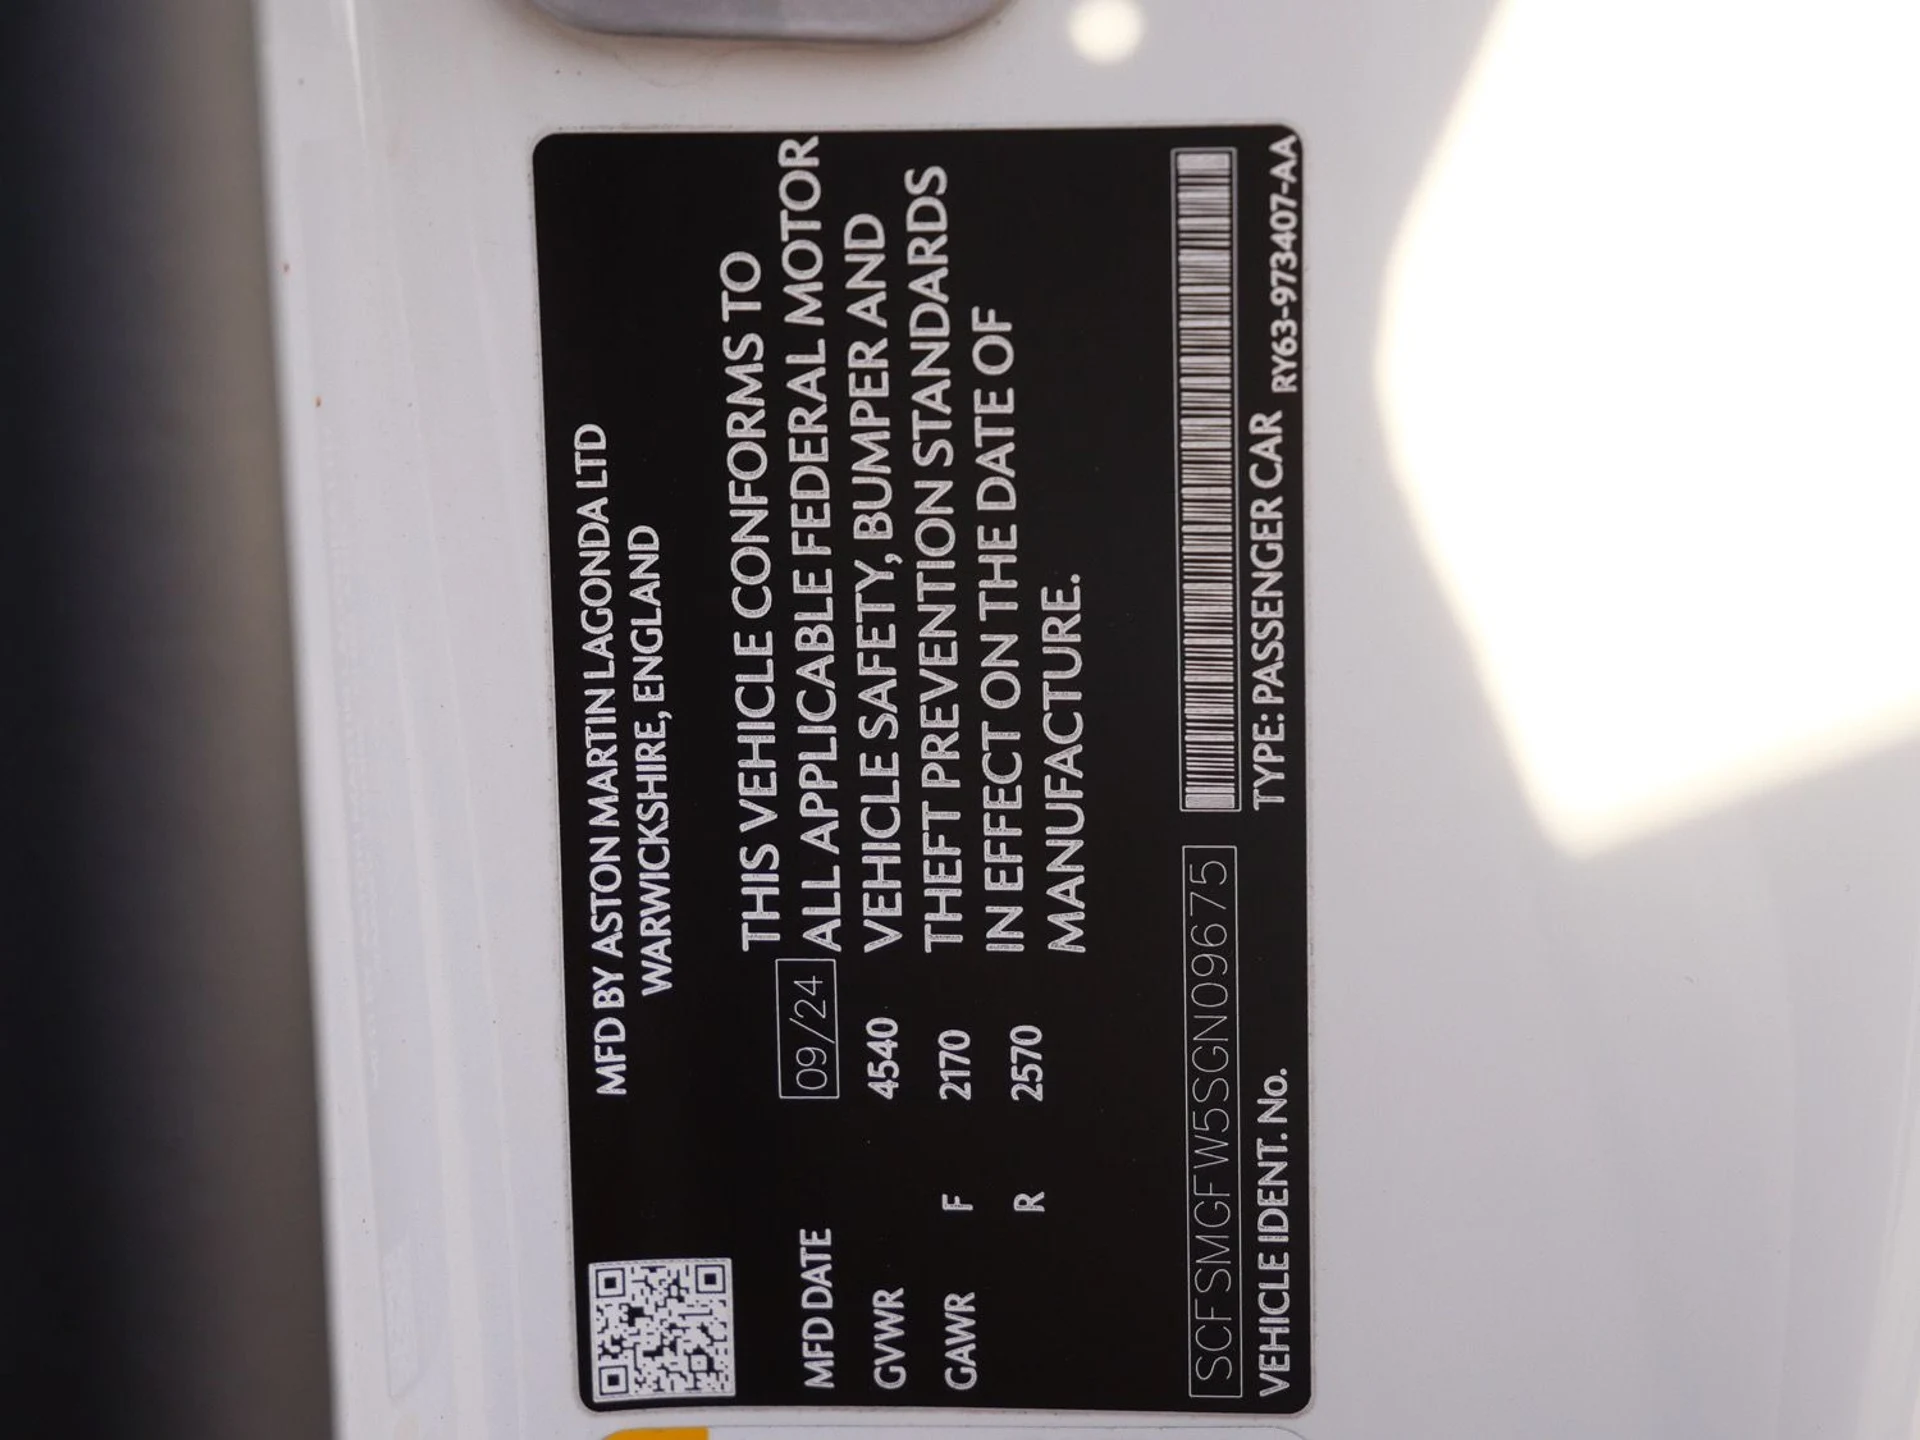 MFD BY ASTON MARTIN LAGONDA LTD
WARWICKSHIRE, ENGLAND
MFD DATE 09/24
GVWR 4540
GAWR F 2170
R 2570
THIS VEHICLE CONFORMS TO
ALL APPLICABLE FEDERAL MOTOR
VEHICLE SAFETY, BUMPER AND
THEFT PREVENTION STANDARDS
IN EFFECT ON THE DATE OF
MANUFACTURE.
SCFSMGFW5SGN09675
VEHICLE IDENT. No.
TYPE: PASSENGER CAR
RY63-973407-AA